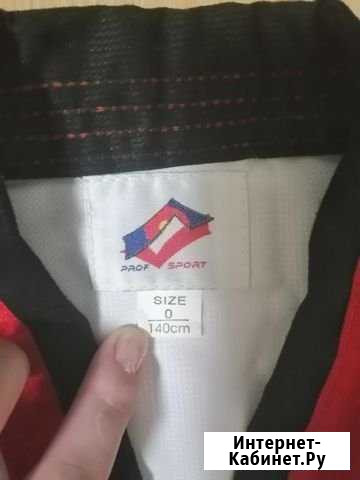 PROF SPORT
SIZE
0
140cm
Интернет-
Кабинет.Ру